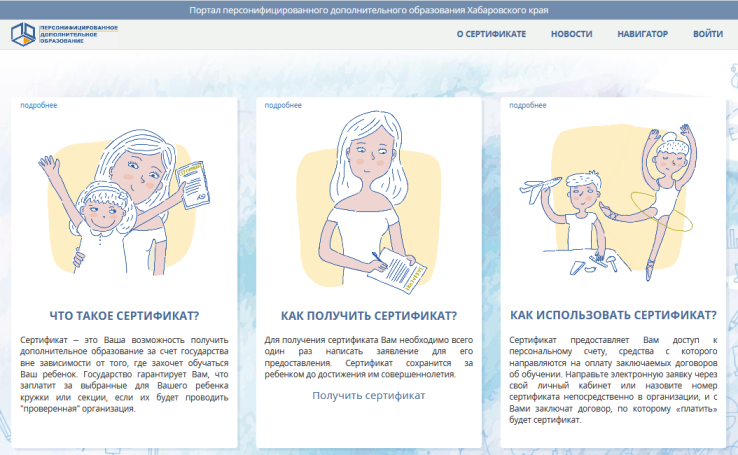 Портал персонифицированного дополнительного образования Хабаровского края
ПЕРСОНИФИЦИРОВАННОЕ
ДОПОЛНИТЕЛЬНОЕ
ОБРАЗОВАНИЕ
О СЕРТИФИКАТЕ НОВОСТИ НАВИГАТОР ВОЙТИ
подробнее
ЧТО ТАКОЕ СЕРТИФИКАТ?
Сертификат – это Ваша возможность получить
дополнительное образование за счет государства
вне зависимости от того, где захочет обучаться
Ваш ребенок. Государство гарантирует Вам, что
заплатит за выбранные для Вашего ребенка
кружки или секции, если их будет проводить
"проверенная" организация.
подробнее
КАК ПОЛУЧИТЬ СЕРТИФИКАТ?
Для получения сертификата Вам необходимо всего
один раз написать заявление для его
предоставления. Сертификат сохранится за
ребенком до достижения им совершеннолетия.
Получить сертификат
подробнее
КАК ИСПОЛЬЗОВАТЬ СЕРТИФИКАТ?
Сертификат предоставляет Вам доступ к
персональному счету, средства с которого
направляются на оплату заключаемых договоров
об обучении. Направьте электронную заявку через
свой личный кабинет или назовите номер
сертификата непосредственно в организации, и с
Вами заключат договор, по которому «платить»
будет сертификат.